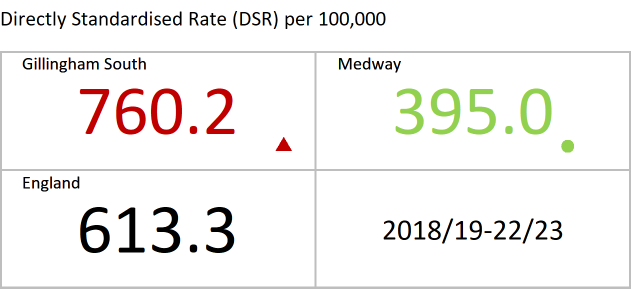 Directly Standardised Rate (DSR) per 100,000
Gillingham South
760.2
Medway
395.0
England
613.3
2018/19-22/23